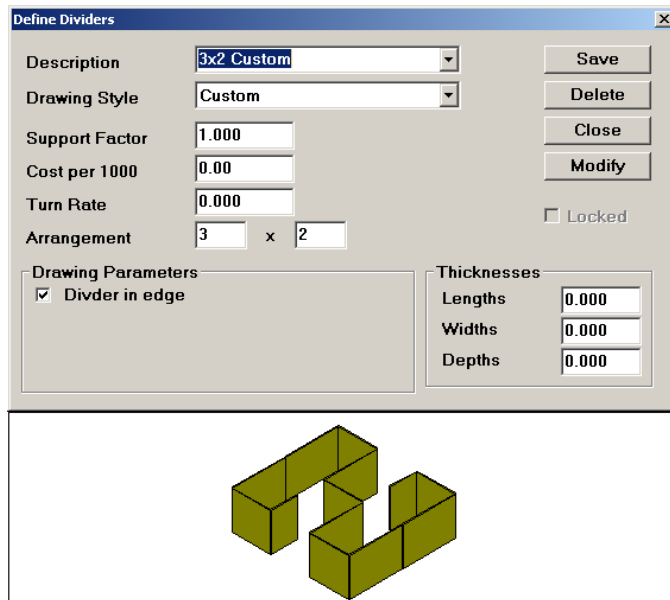 Define Dividers
Description 3x2 Custom Save
Drawing Style Custom Delete
Support Factor 1.000 Close
Cost per 1000 0.00 Modify
Turn Rate 0.000
Locked
Arrangement 3 x 2
Drawing Parameters
Divder in edge
Thicknesses
Lengths 0.000
Widths 0.000
Depths 0.000